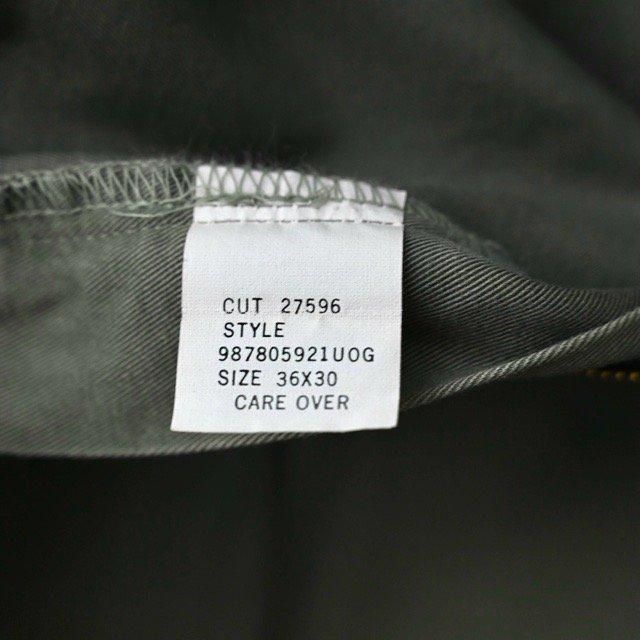 CUT 27596
STYLE
987805921UOG
SIZE 36X30
CARE OVER